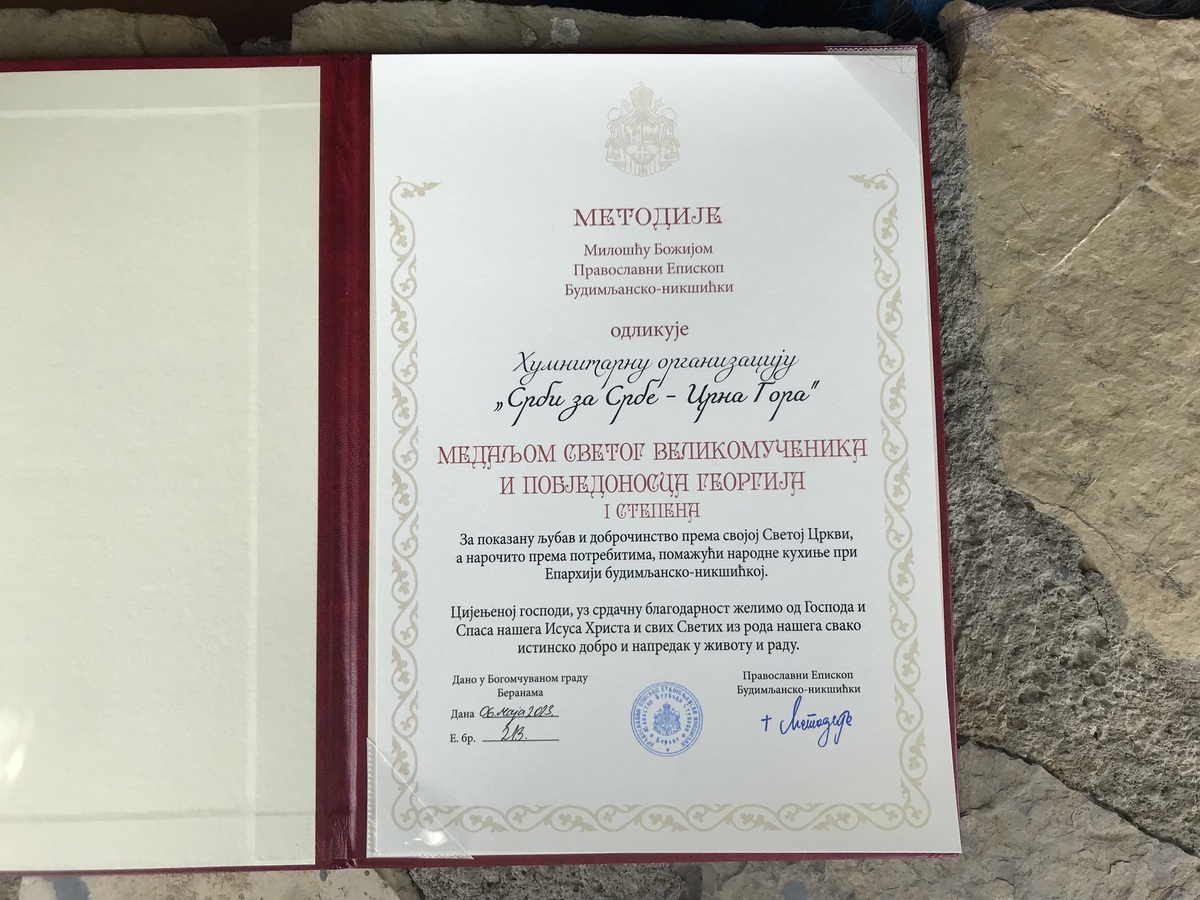 МЕТОДИЈЕ
Милошћу Божијом
Православни Епископ
Будимљанско-никшићки
одликује
Хумнитарну организацију
„Срби за Србе - Црна Гора"
МЕДАЉОМ СВЕТОГ ВЕЛИКОМУЧЕНИКА
И ПОБЈЕДОНОСЦА ГЕОРГИЈА
I СТЕПЕНА
За показану љубав и доброчинство према својој Светој Цркви,
а нарочито према потребитима, помажући народне кухиње при
Епархији будимљанско-никшићкој.
Цијењеној господи, уз срдачну благодарност желимо од Господа и
Спаса нашега Исуса Христа и свих Светих из рода нашега свако
истинско добро и напредак у животу и раду.
Дано у Богомчуваном граду
Беранама
Дана 06. маја 2023.
Е. бр. 213.
Православни Епископ
Будимљанско-никшићки
† Методије